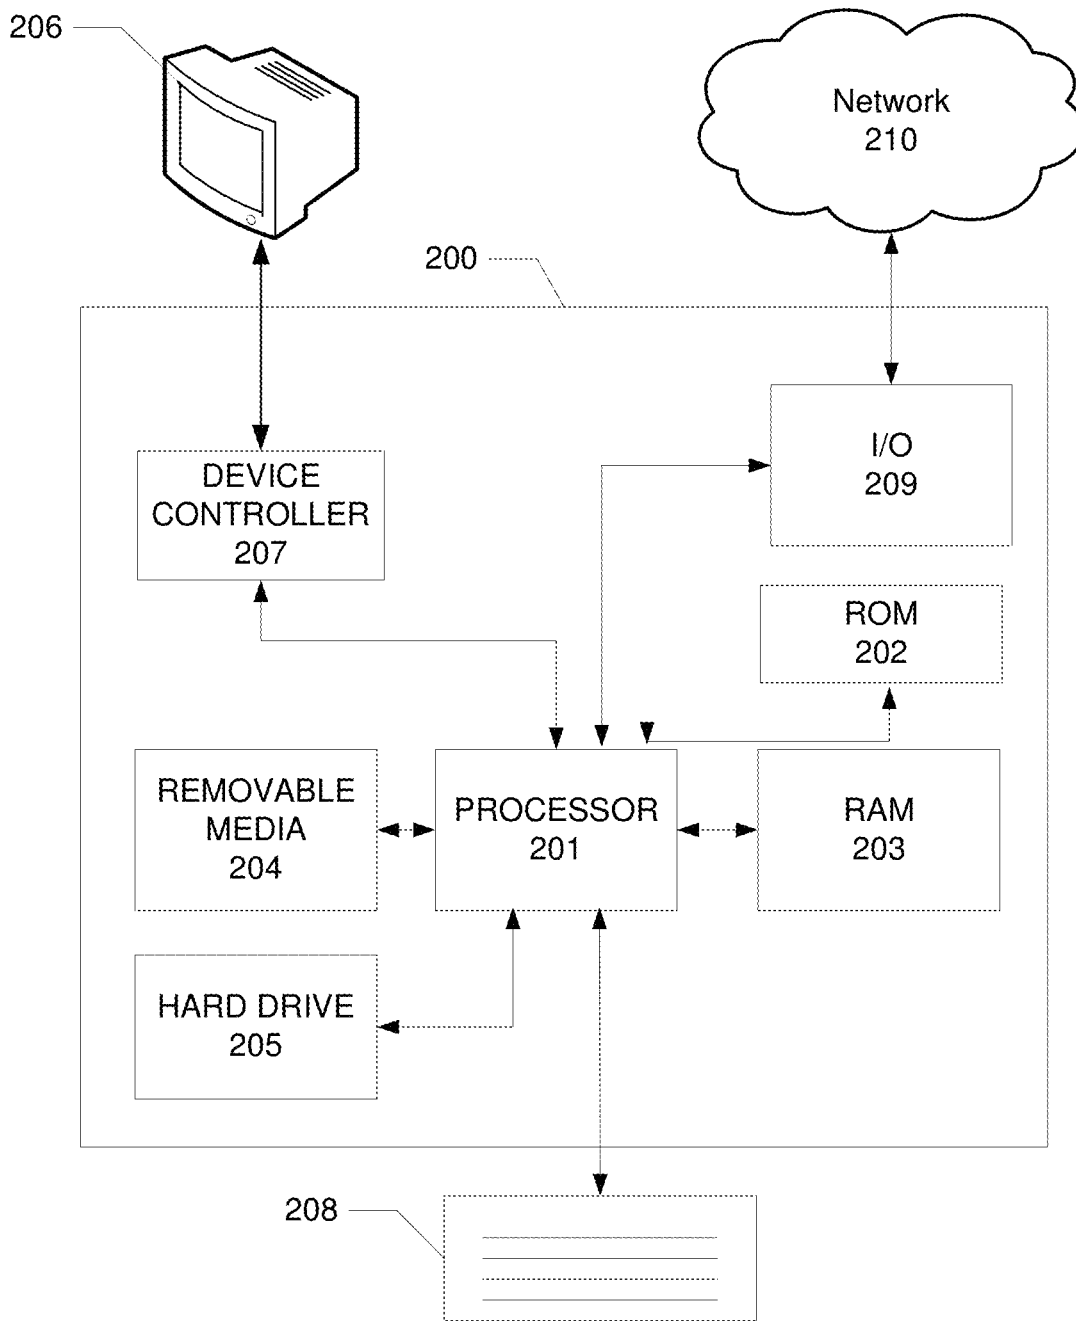 206
Network
210
200
I/O
209
DEVICE
CONTROLLER
207
ROM
202
REMOVABLE
MEDIA
204
PROCESSOR
201
RAM
203
HARD DRIVE
205
208